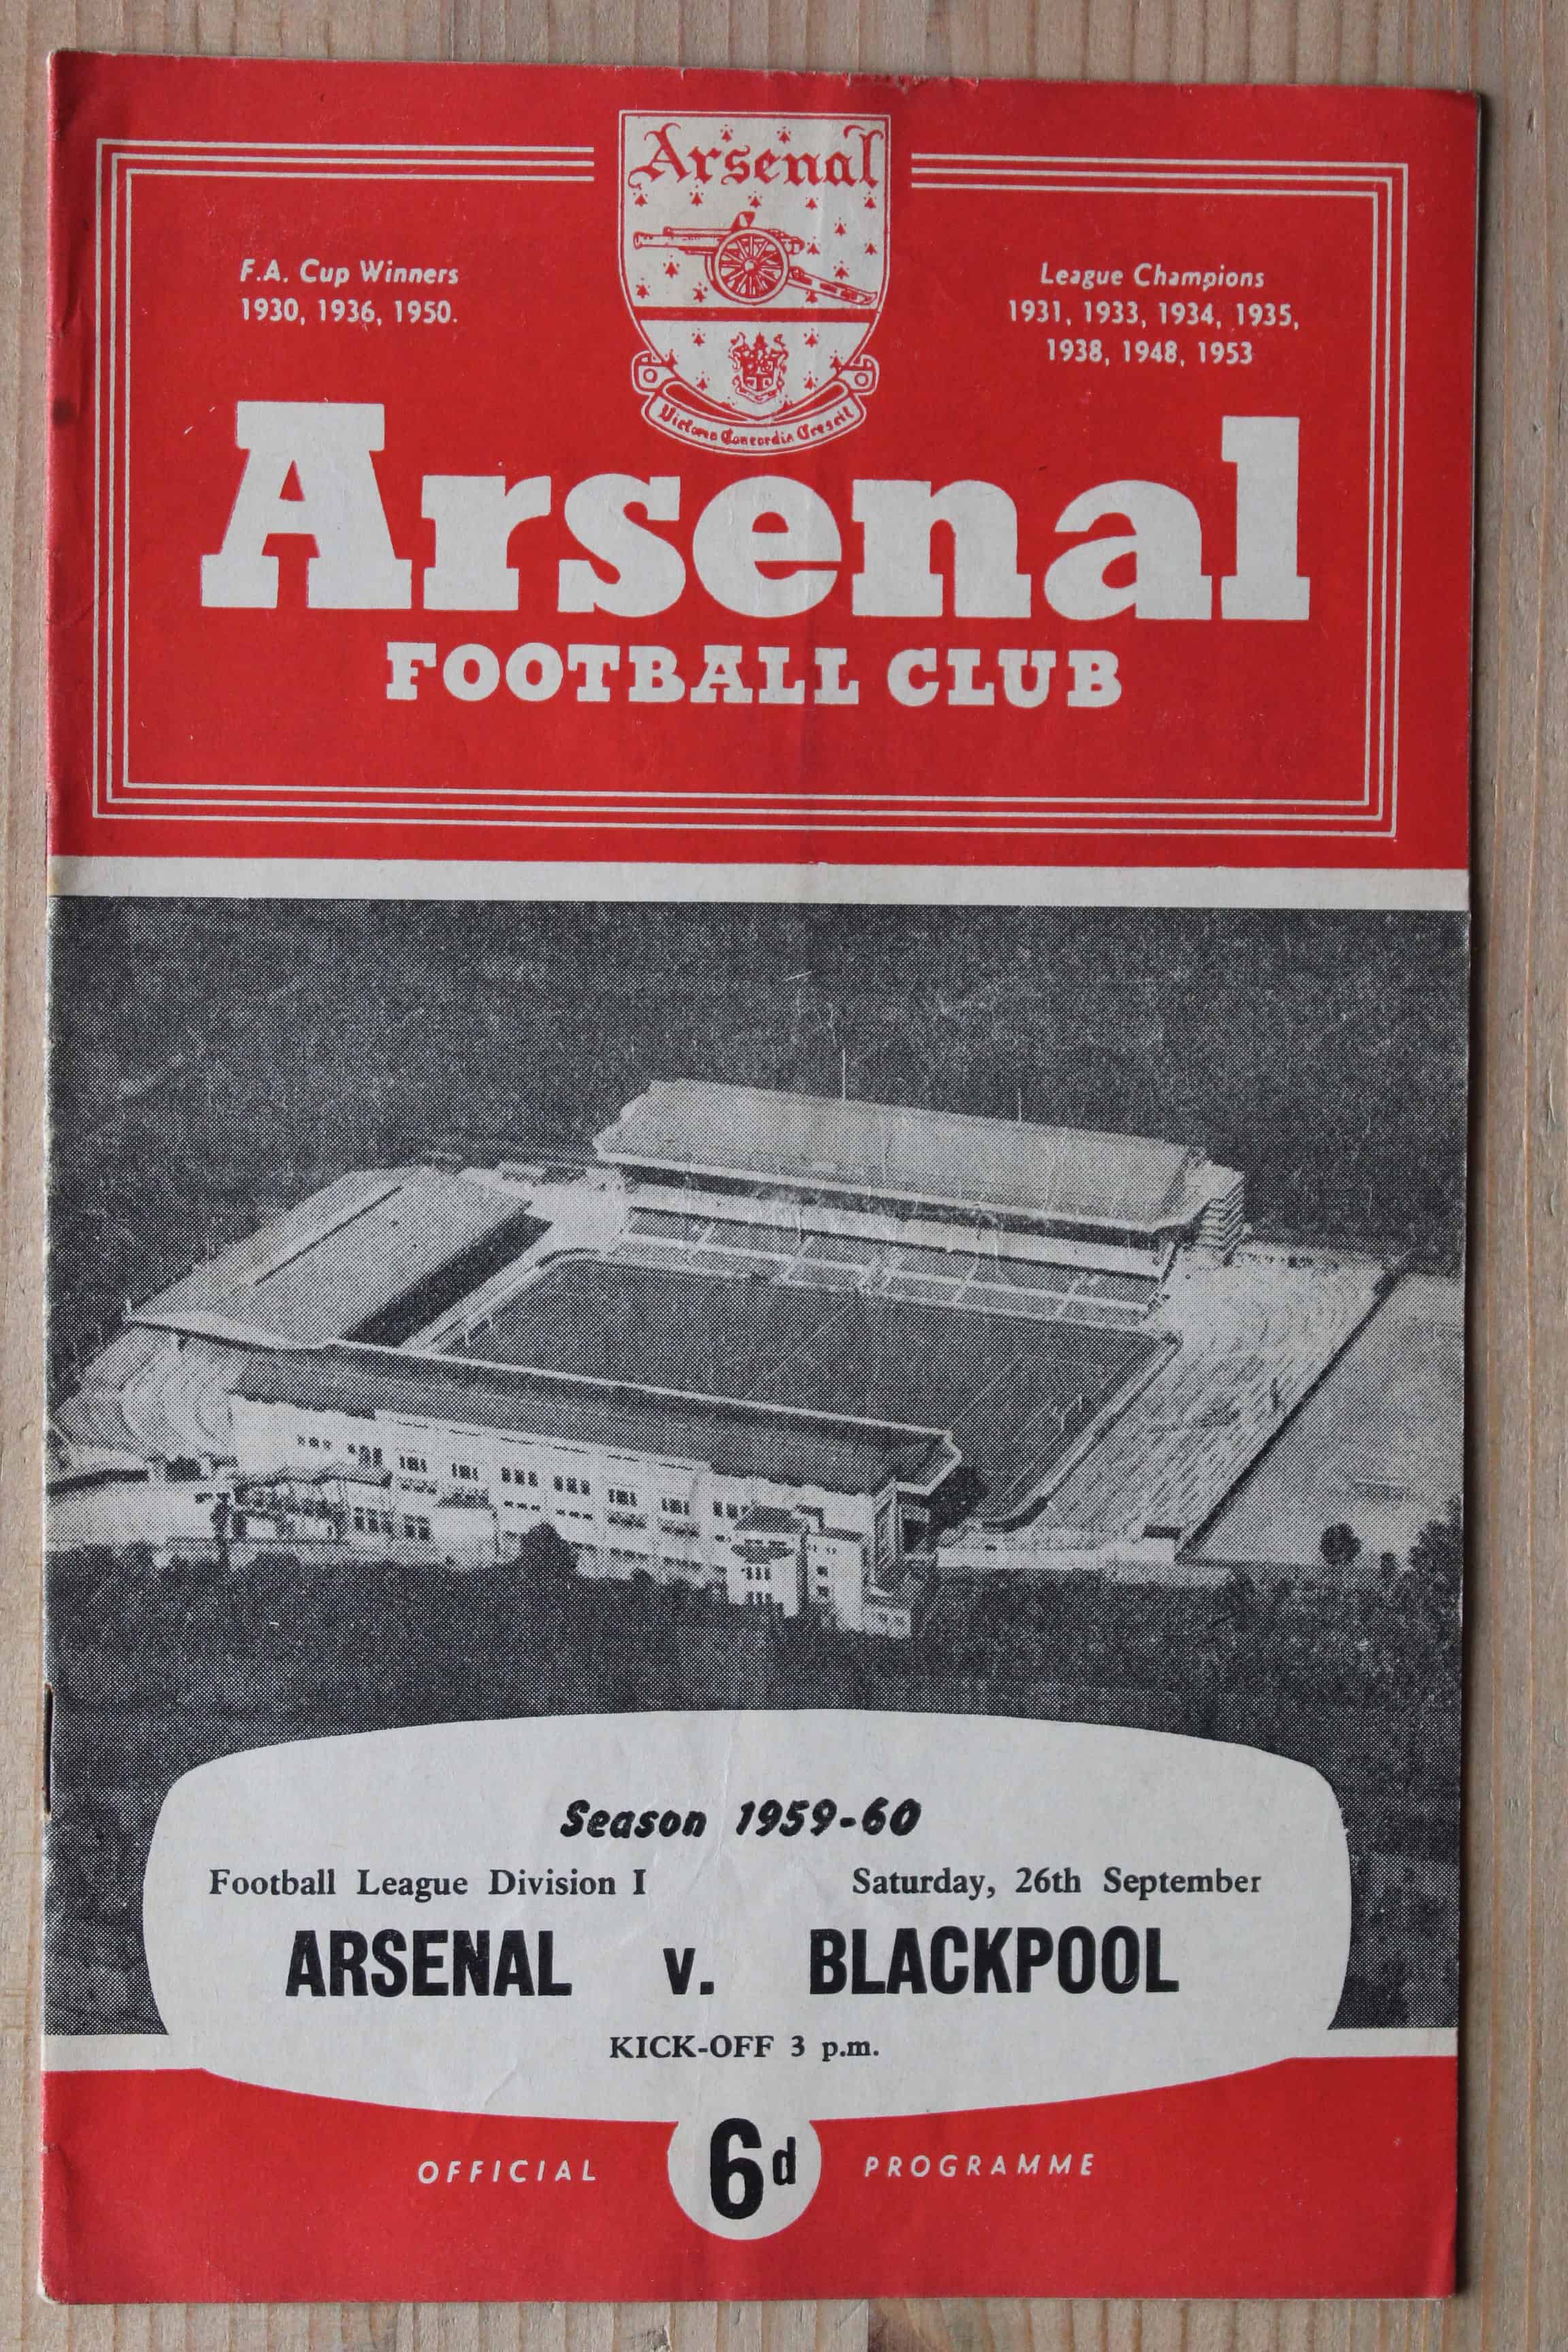 Arsenal
F.A. Cup Winners
1930, 1936, 1950.
League Champions
1931, 1933, 1934, 1935,
1938, 1948, 1953
Victoria Concordia Crescit
Arsenal
FOOTBALL CLUB
Season 1959-60
Football League Division I
Saturday, 26th September
ARSENAL v. BLACKPOOL
KICK-OFF 3 p.m.
OFFICIAL 6d PROGRAMME